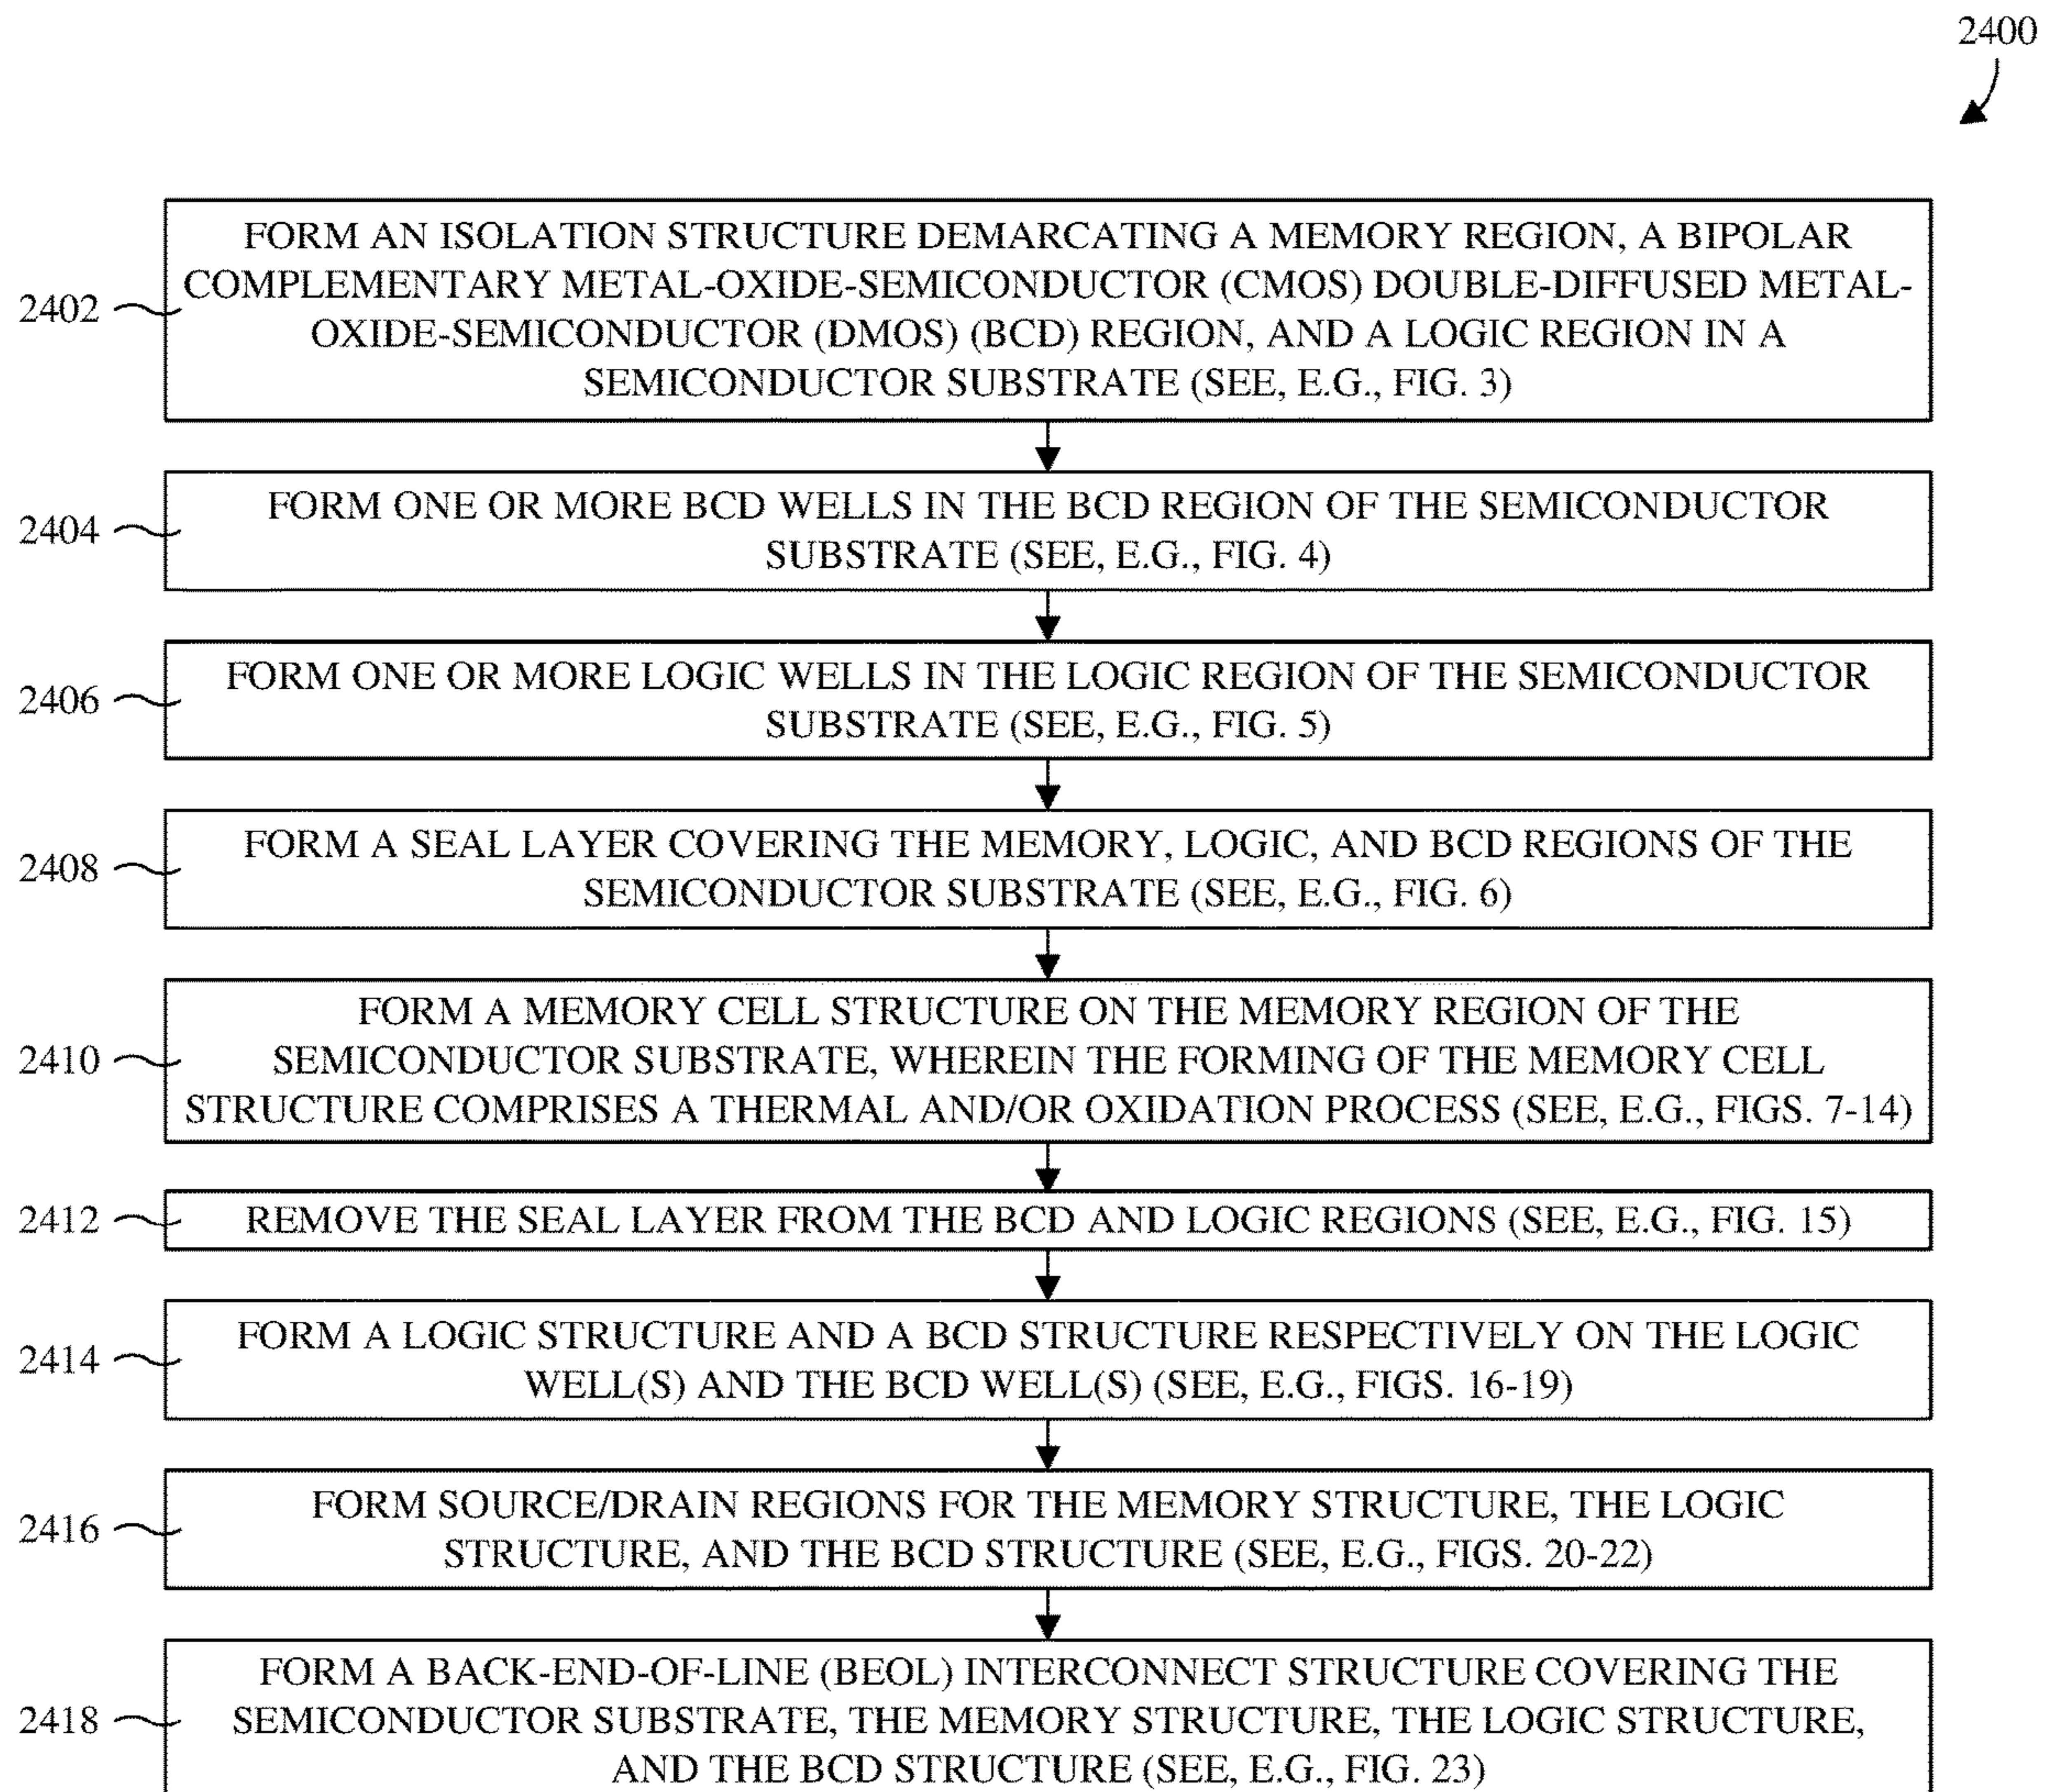 2400
FORM AN ISOLATION STRUCTURE DEMARCATING A MEMORY REGION, A BIPOLAR
COMPLEMENTARY METAL-OXIDE-SEMICONDUCTOR (CMOS) DOUBLE-DIFFUSED METAL-
2402
OXIDE-SEMICONDUCTOR (DMOS) (BCD) REGION, AND A LOGIC REGION IN A
SEMICONDUCTOR SUBSTRATE (SEE, E.G., FIG. 3)
2404
FORM ONE OR MORE BCD WELLS IN THE BCD REGION OF THE SEMICONDUCTOR
SUBSTRATE (SEE, E.G., FIG. 4)
2406
FORM ONE OR MORE LOGIC WELLS IN THE LOGIC REGION OF THE SEMICONDUCTOR
SUBSTRATE (SEE, E.G., FIG. 5)
2408
FORM A SEAL LAYER COVERING THE MEMORY, LOGIC, AND BCD REGIONS OF THE
SEMICONDUCTOR SUBSTRATE (SEE, E.G., FIG. 6)
2410
FORM A MEMORY CELL STRUCTURE ON THE MEMORY REGION OF THE
SEMICONDUCTOR SUBSTRATE, WHEREIN THE FORMING OF THE MEMORY CELL
STRUCTURE COMPRISES A THERMAL AND/OR OXIDATION PROCESS (SEE, E.G., FIGS. 7-14)
2412
REMOVE THE SEAL LAYER FROM THE BCD AND LOGIC REGIONS (SEE, E.G., FIG. 15)
2414
FORM A LOGIC STRUCTURE AND A BCD STRUCTURE RESPECTIVELY ON THE LOGIC
WELL(S) AND THE BCD WELL(S) (SEE, E.G., FIGS. 16-19)
2416
FORM SOURCE/DRAIN REGIONS FOR THE MEMORY STRUCTURE, THE LOGIC
STRUCTURE, AND THE BCD STRUCTURE (SEE, E.G., FIGS. 20-22)
2418
FORM A BACK-END-OF-LINE (BEOL) INTERCONNECT STRUCTURE COVERING THE
SEMICONDUCTOR SUBSTRATE, THE MEMORY STRUCTURE, THE LOGIC STRUCTURE,
AND THE BCD STRUCTURE (SEE, E.G., FIG. 23)